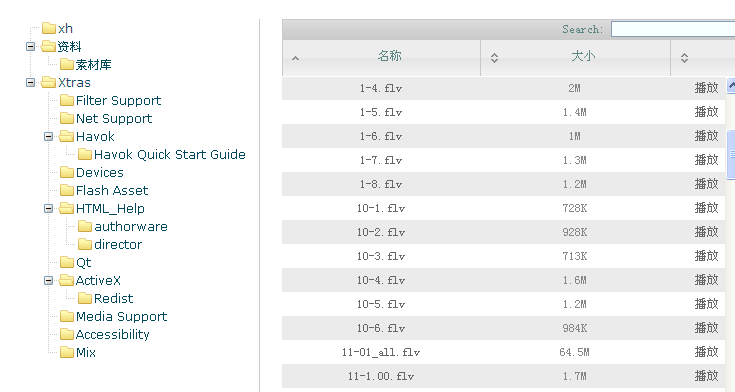 xh
资料
素材库
Xtras
Filter Support
Net Support
Havok
Havok Quick Start Guide
Devices
Flash Asset
HTML_Help
authorware
director
Qt
ActiveX
Redist
Media Support
Accessibility
Mix
Search:
名称 大小
1-4.flv 2M 播放
1-5.flv 1.4M 播放
1-6.flv 1M 播放
1-7.flv 1.3M 播放
1-8.flv 1.2M 播放
10-1.flv 728K 播放
10-2.flv 928K 播放
10-3.flv 713K 播放
10-4.flv 1.6M 播放
10-5.flv 1.2M 播放
10-6.flv 984K 播放
11-01_all.flv 64.5M 播放
11-1.00.flv 1.7M 播放